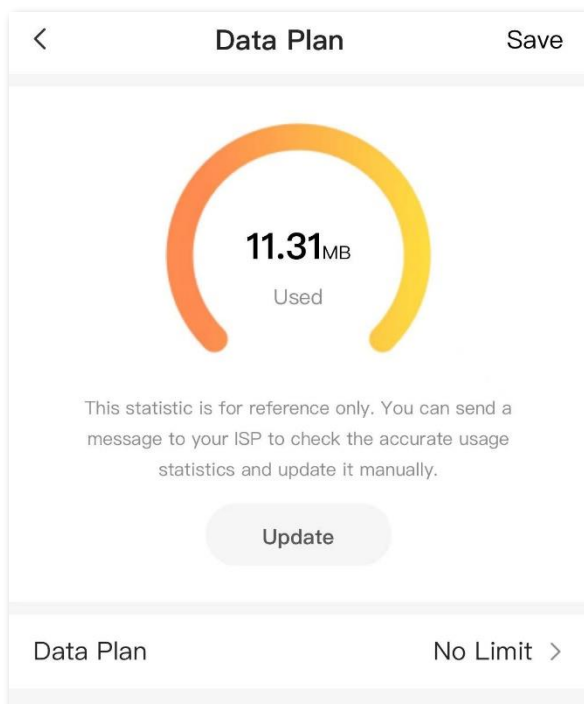 Data Plan
Save
11.31MB
Used
This statistic is for reference only. You can send a
message to your ISP to check the accurate usage
statistics and update it manually.
Update
Data Plan
No Limit